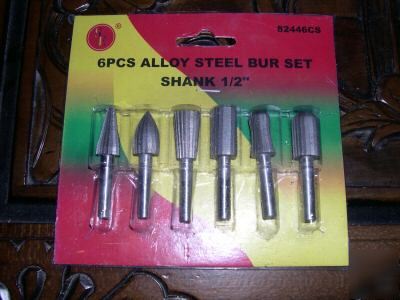 82446CS
6PCS ALLOY STEEL BUR SET
SHANK 1/2"